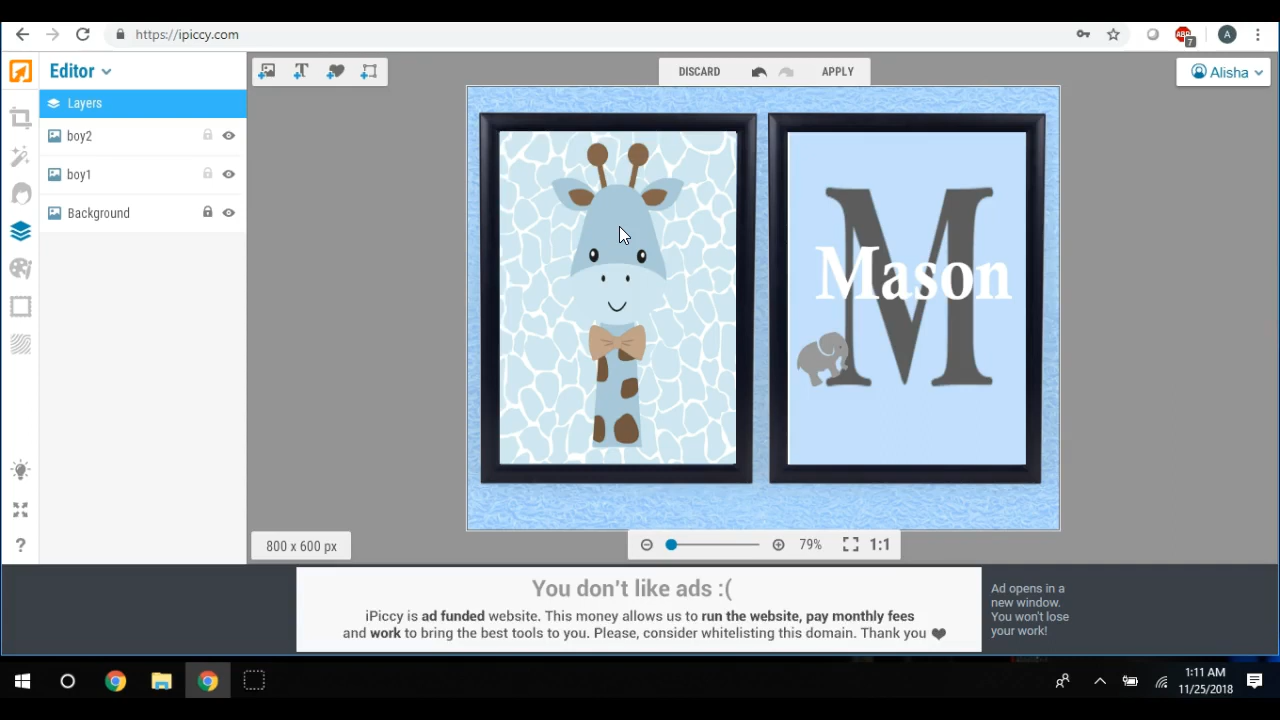 https://ipiccy.com
ABP
7
A
Editor
DISCARD
APPLY
Alisha
Layers
boy2
boy1
Background
M
Mason
800 x 600 px
79%
1:1
You don't like ads :(
iPiccy is ad funded website. This money allows us to run the website, pay monthly fees
and work to bring the best tools to you. Please, consider whitelisting this domain. Thank you
Ad opens in a
new window.
You won't lose
your work!
1:11 AM
11/25/2018